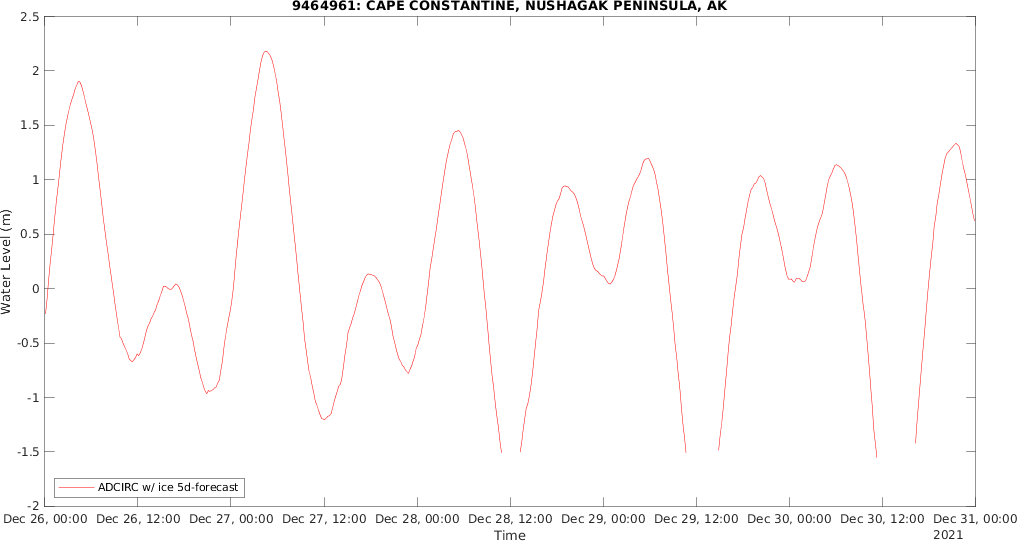 9464961: CAPE CONSTANTINE, NUSHAGAK PENINSULA, AK
2.5
2
1.5
1
0.5
0
-0.5
-1
-1.5
-2
Water Level (m)
ADCIRC w/ ice 5d-forecast
Dec 26, 00:00 Dec 26, 12:00 Dec 27, 00:00 Dec 27, 12:00 Dec 28, 00:00 Dec 28, 12:00 Dec 29, 00:00 Dec 29, 12:00 Dec 30, 00:00 Dec 30, 12:00 Dec 31, 00:00
Time
2021